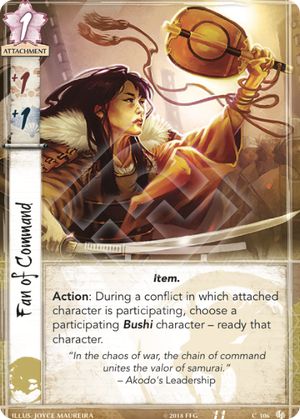 1
ATTACHMENT
+1
+1
Fan of Command
Item.
Action: During a conflict in which attached
character is participating, choose a
participating Bushi character – ready that
character.
"In the chaos of war, the chain of command
unites the valor of samurai."
– Akodo's Leadership
ILLUS. JOYCE MAUREIRA
©2018 FFG
11
C 106